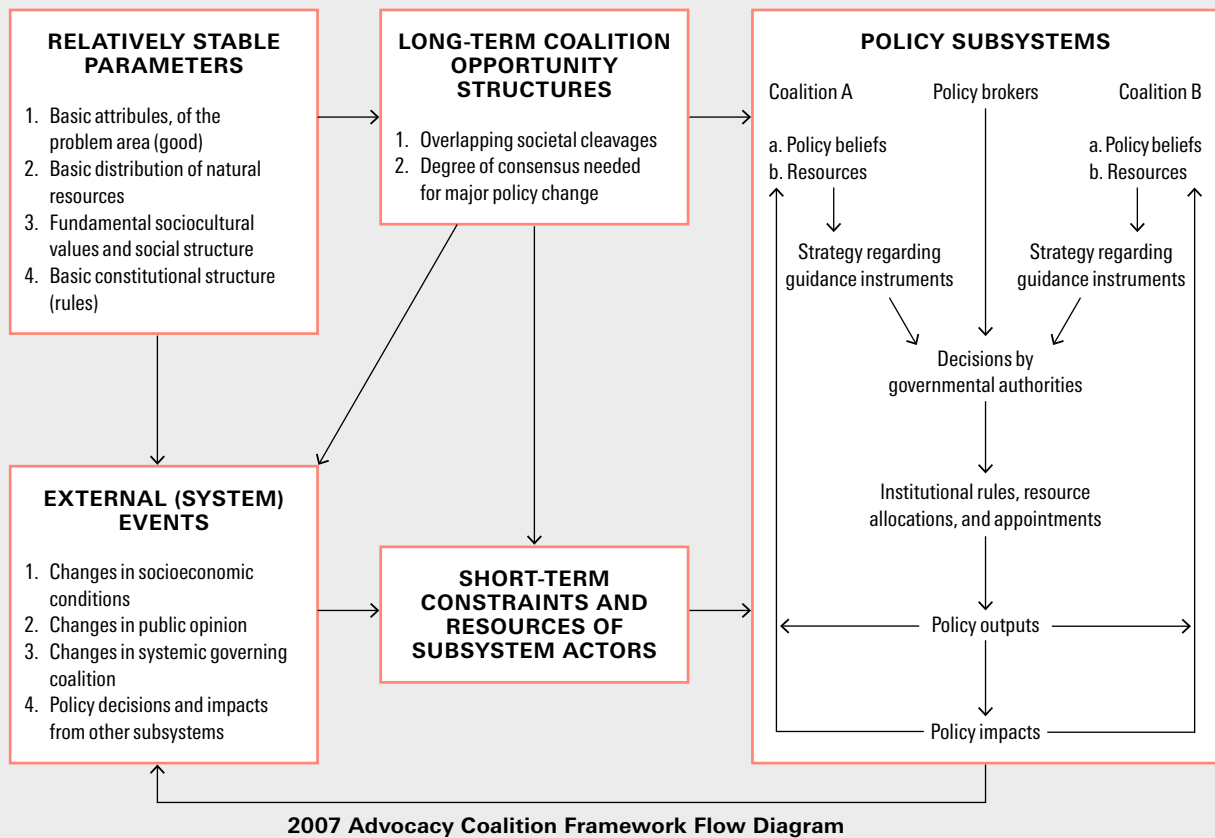 RELATIVELY STABLE
PARAMETERS
1. Basic attribules, of the
problem area (good)
2. Basic distribution of natural
resources
3. Fundamental sociocultural
values and social structure
4. Basic constitutional structure
(rules)
LONG-TERM COALITION
OPPORTUNITY
STRUCTURES
1. Overlapping societal cleavages
2. Degree of consensus needed
for major policy change
POLICY SUBSYSTEMS
Coalition A
Policy brokers
Coalition B
a. Policy beliefs
b. Resources
a. Policy beliefs
b. Resources
Strategy regarding
guidance instruments
Strategy regarding
guidance instruments
Decisions by
governmental authorities
Institutional rules, resource
allocations, and appointments
Policy outputs
Policy impacts
EXTERNAL (SYSTEM)
EVENTS
1. Changes in socioeconomic
conditions
2. Changes in public opinion
3. Changes in systemic governing
coalition
4. Policy decisions and impacts
from other subsystems
SHORT-TERM
CONSTRAINTS AND
RESOURCES OF
SUBSYSTEM ACTORS
2007 Advocacy Coalition Framework Flow Diagram